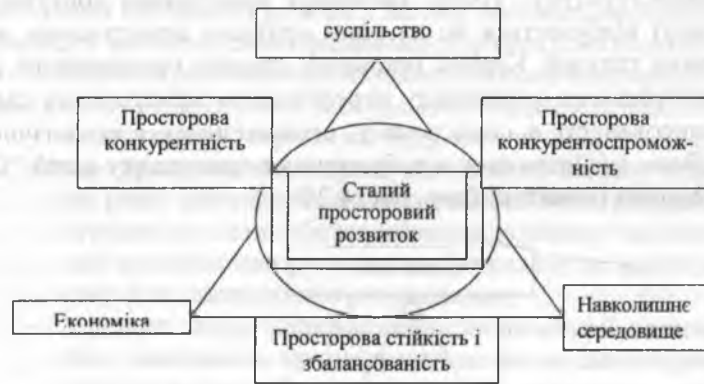 суспільство
Просторова
конкурентність
Просторова
конкурентоспромож-
ність
Сталий
просторовий
розвиток
Економіка
Просторова стійкість і
збалансованість
Навколишнє
середовище